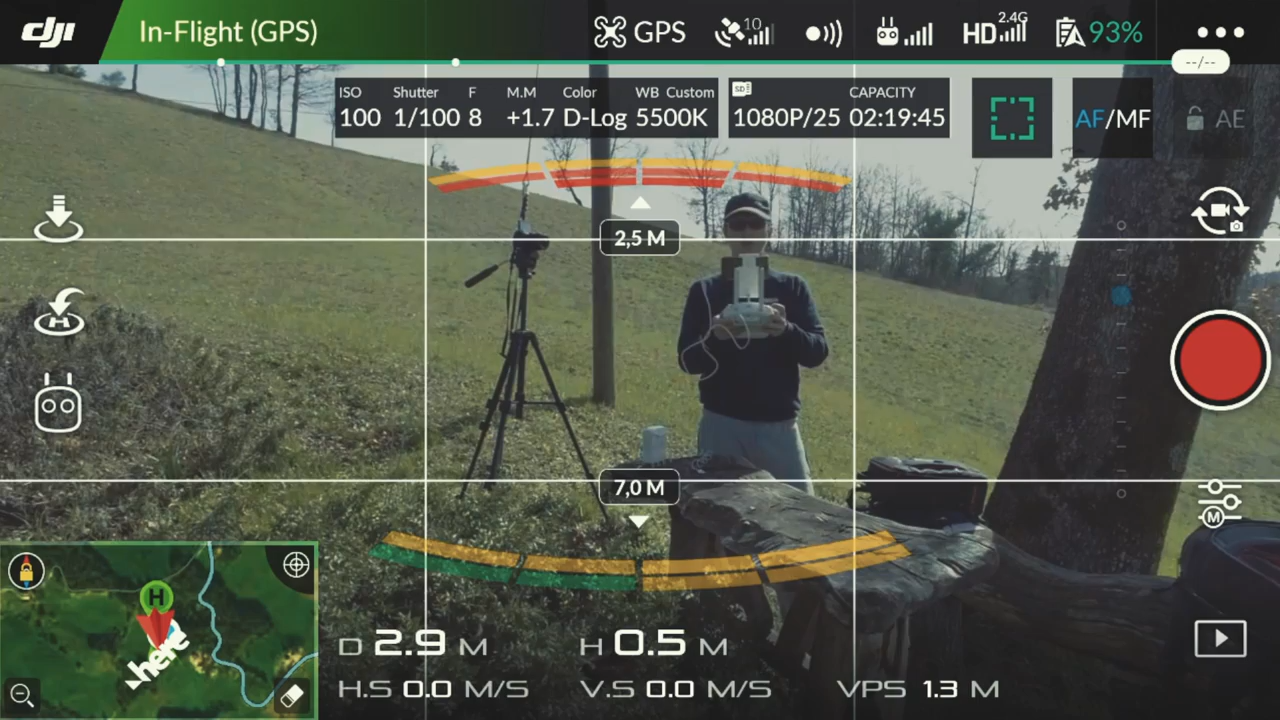 dji In-Flight (GPS) GPS 10 HD 2.4G 93%
--/--
ISO Shutter F M.M Color WB Custom SD CAPACITY
100 1/100 8 +1.7 D-Log 5500K 1080P/25 02:19:45 AF/MF AE
2,5 M
7,0 M
M
H
here
D 2.9 M H 0.5 M
H.S 0.0 M/S V.S 0.0 M/S VPS 1.3 M